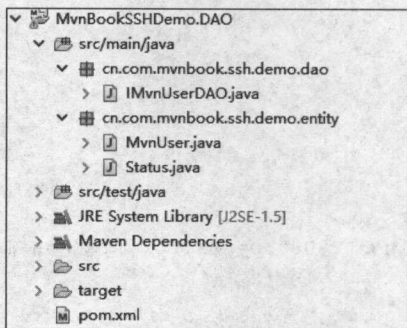 MvnBookSSHDemo.DAO
src/main/java
cn.com.mvnbook.ssh.demo.dao
IMvnUserDAO.java
cn.com.mvnbook.ssh.demo.entity
MvnUser.java
Status.java
src/test/java
JRE System Library [J2SE-1.5]
Maven Dependencies
src
target
pom.xml